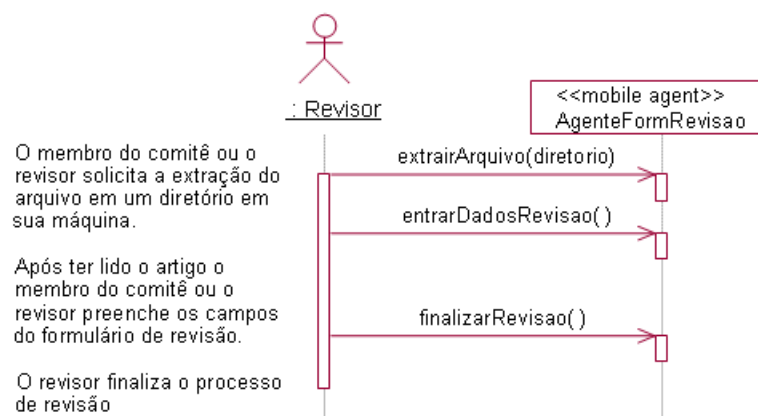 <<mobile agent>>
AgenteFormRevisao
: Revisor
O membro do comitê ou o
revisor solicita a extração do
arquivo em um diretório em
sua máquina.
extrairArquivo(diretorio)
entrarDadosRevisao( )
Após ter lido o artigo o
membro do comitê ou o
revisor preenche os campos
do formulário de revisão.
finalizarRevisao( )
O revisor finaliza o processo
de revisão